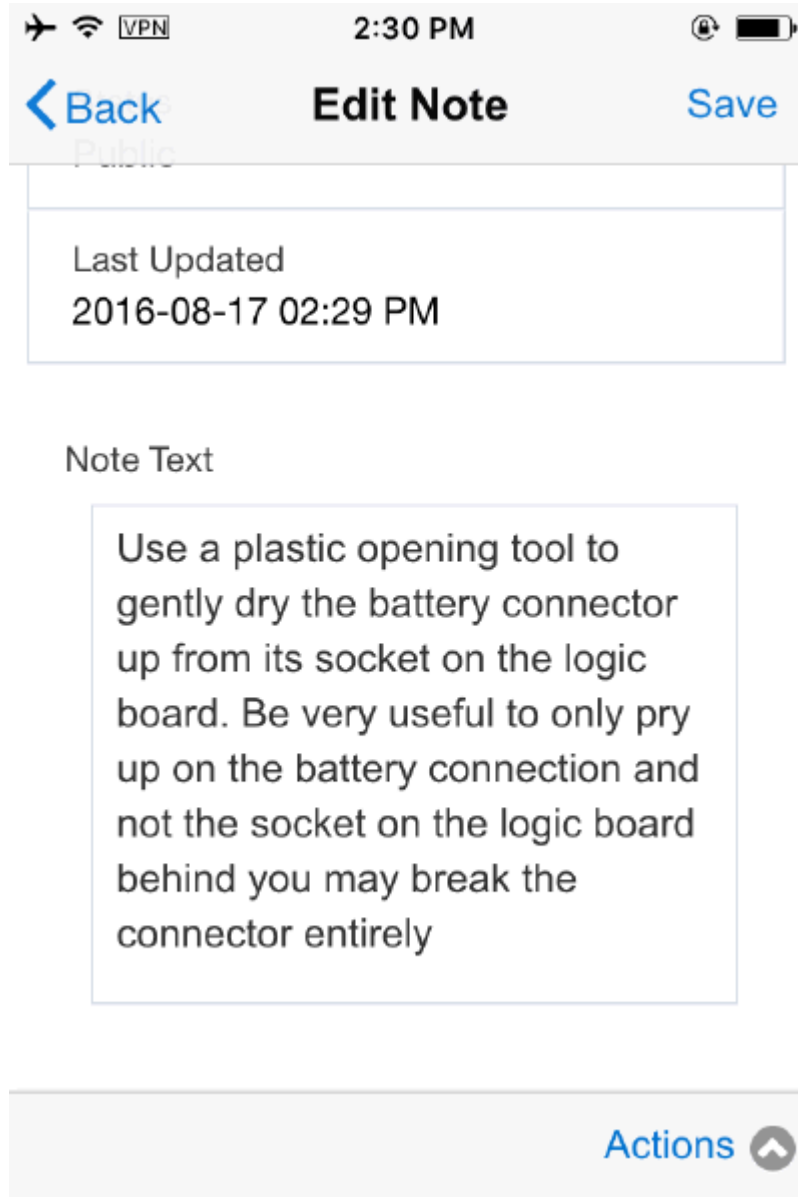 VPN
2:30 PM
Back
Edit Note
Save
Public
Last Updated
2016-08-17 02:29 PM
Note Text
Use a plastic opening tool to
gently dry the battery connector
up from its socket on the logic
board. Be very useful to only pry
up on the battery connection and
not the socket on the logic board
behind you may break the
connector entirely
Actions